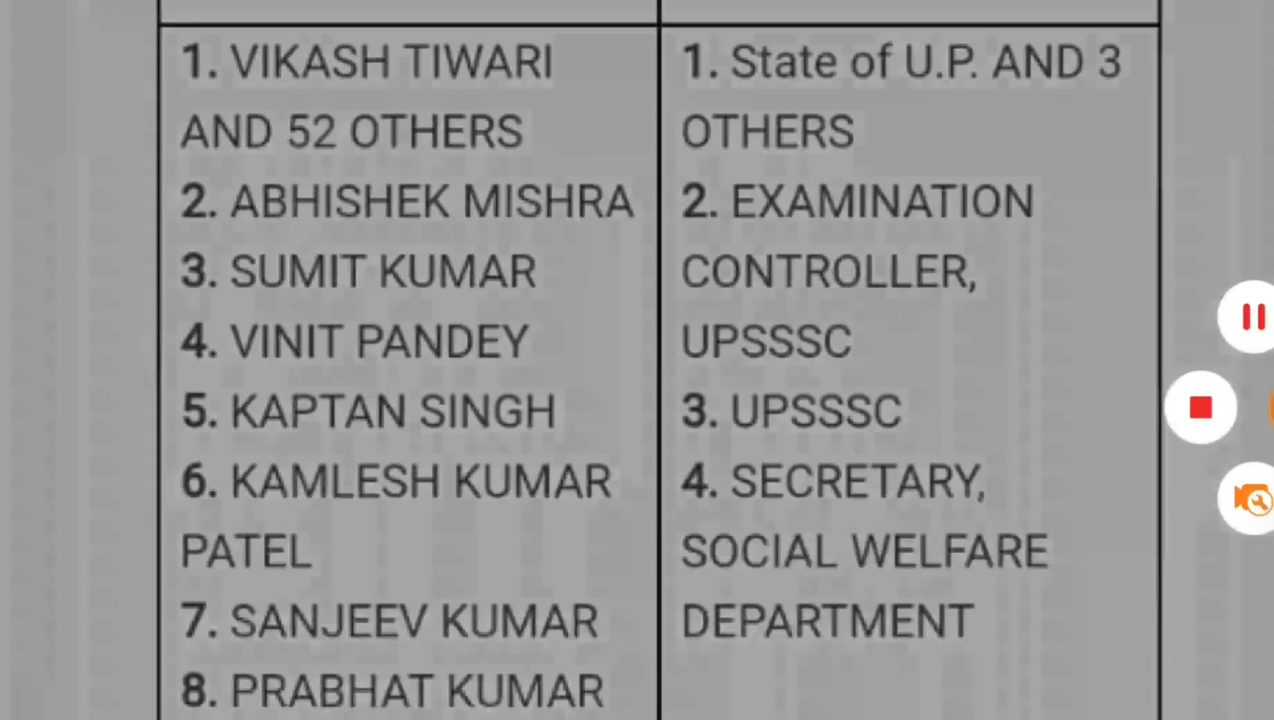 1. VIKASH TIWARI
AND 52 OTHERS
2. ABHISHEK MISHRA
3. SUMIT KUMAR
4. VINIT PANDEY
5. KAPTAN SINGH
6. KAMLESH KUMAR
PATEL
7. SANJEEV KUMAR
8. PRABHAT KUMAR
1. State of U.P. AND 3
OTHERS
2. EXAMINATION
CONTROLLER,
UPSSSC
3. UPSSSC
4. SECRETARY,
SOCIAL WELFARE
DEPARTMENT